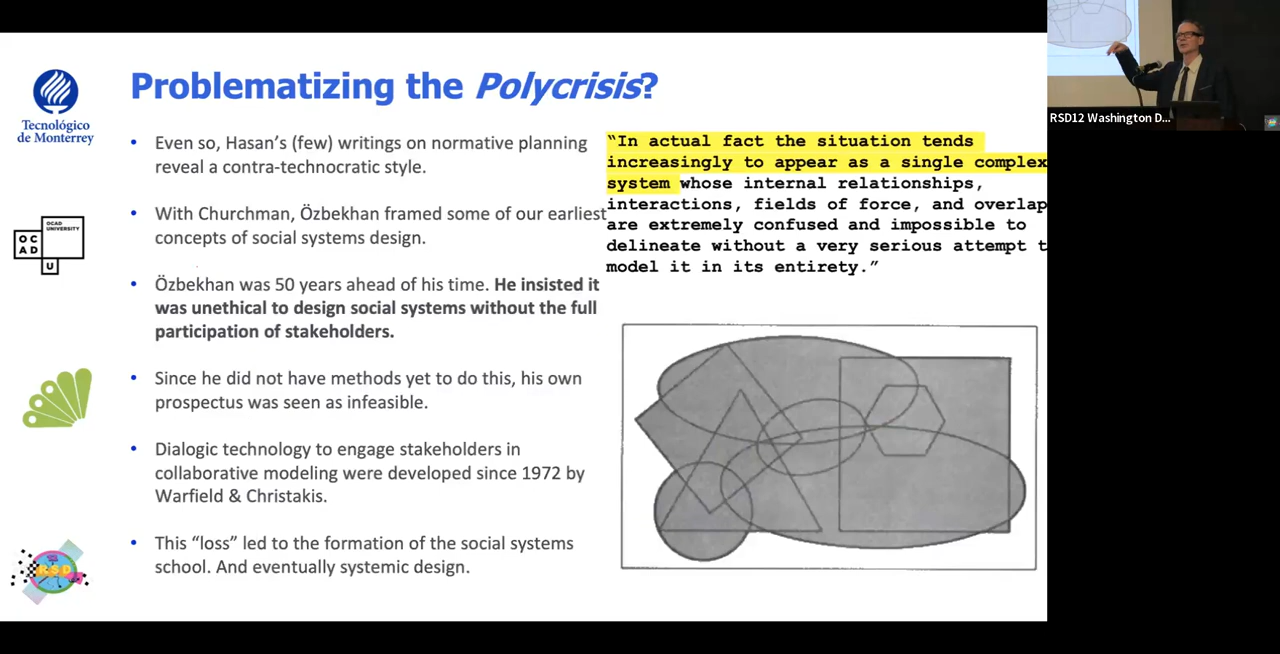 Problematizing the Polycrisis?
Tecnológico
de Monterrey
OCAD
UNIVERSITY
O C
A D
U
RSD
• Even so, Hasan’s (few) writings on normative planning
reveal a contra-technocratic style.
• With Churchman, Özbekhan framed some of our earliest
concepts of social systems design.
• Özbekhan was 50 years ahead of his time. He insisted it
was unethical to design social systems without the full
participation of stakeholders.
• Since he did not have methods yet to do this, his own
prospectus was seen as infeasible.
• Dialogic technology to engage stakeholders in
collaborative modeling were developed since 1972 by
Warfield & Christakis.
• This “loss” led to the formation of the social systems
school. And eventually systemic design.
“In actual fact the situation tends
increasingly to appear as a single complex
system whose internal relationships,
interactions, fields of force, and overlap
are extremely confused and impossible to
delineate without a very serious attempt t
model it in its entirety.”
RSD12 Washington D...